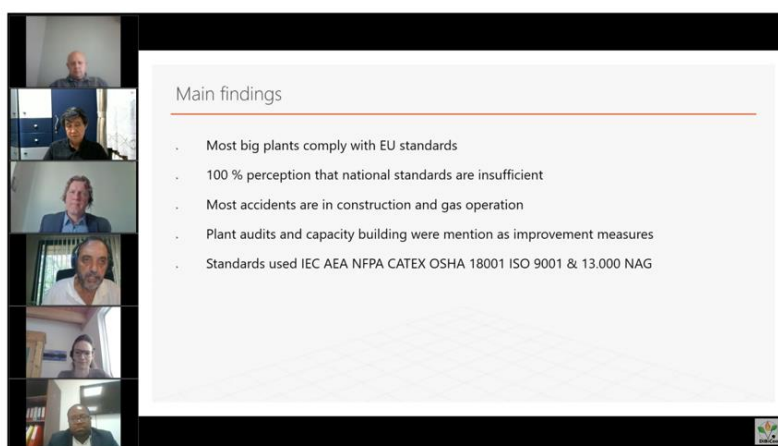 Main findings
Most big plants comply with EU standards
100 % perception that national standards are insufficient
Most accidents are in construction and gas operation
Plant audits and capacity building were mention as improvement measures
Standards used IEC AEA NFPA CATEX OSHA 18001 ISO 9001 & 13.000 NAG